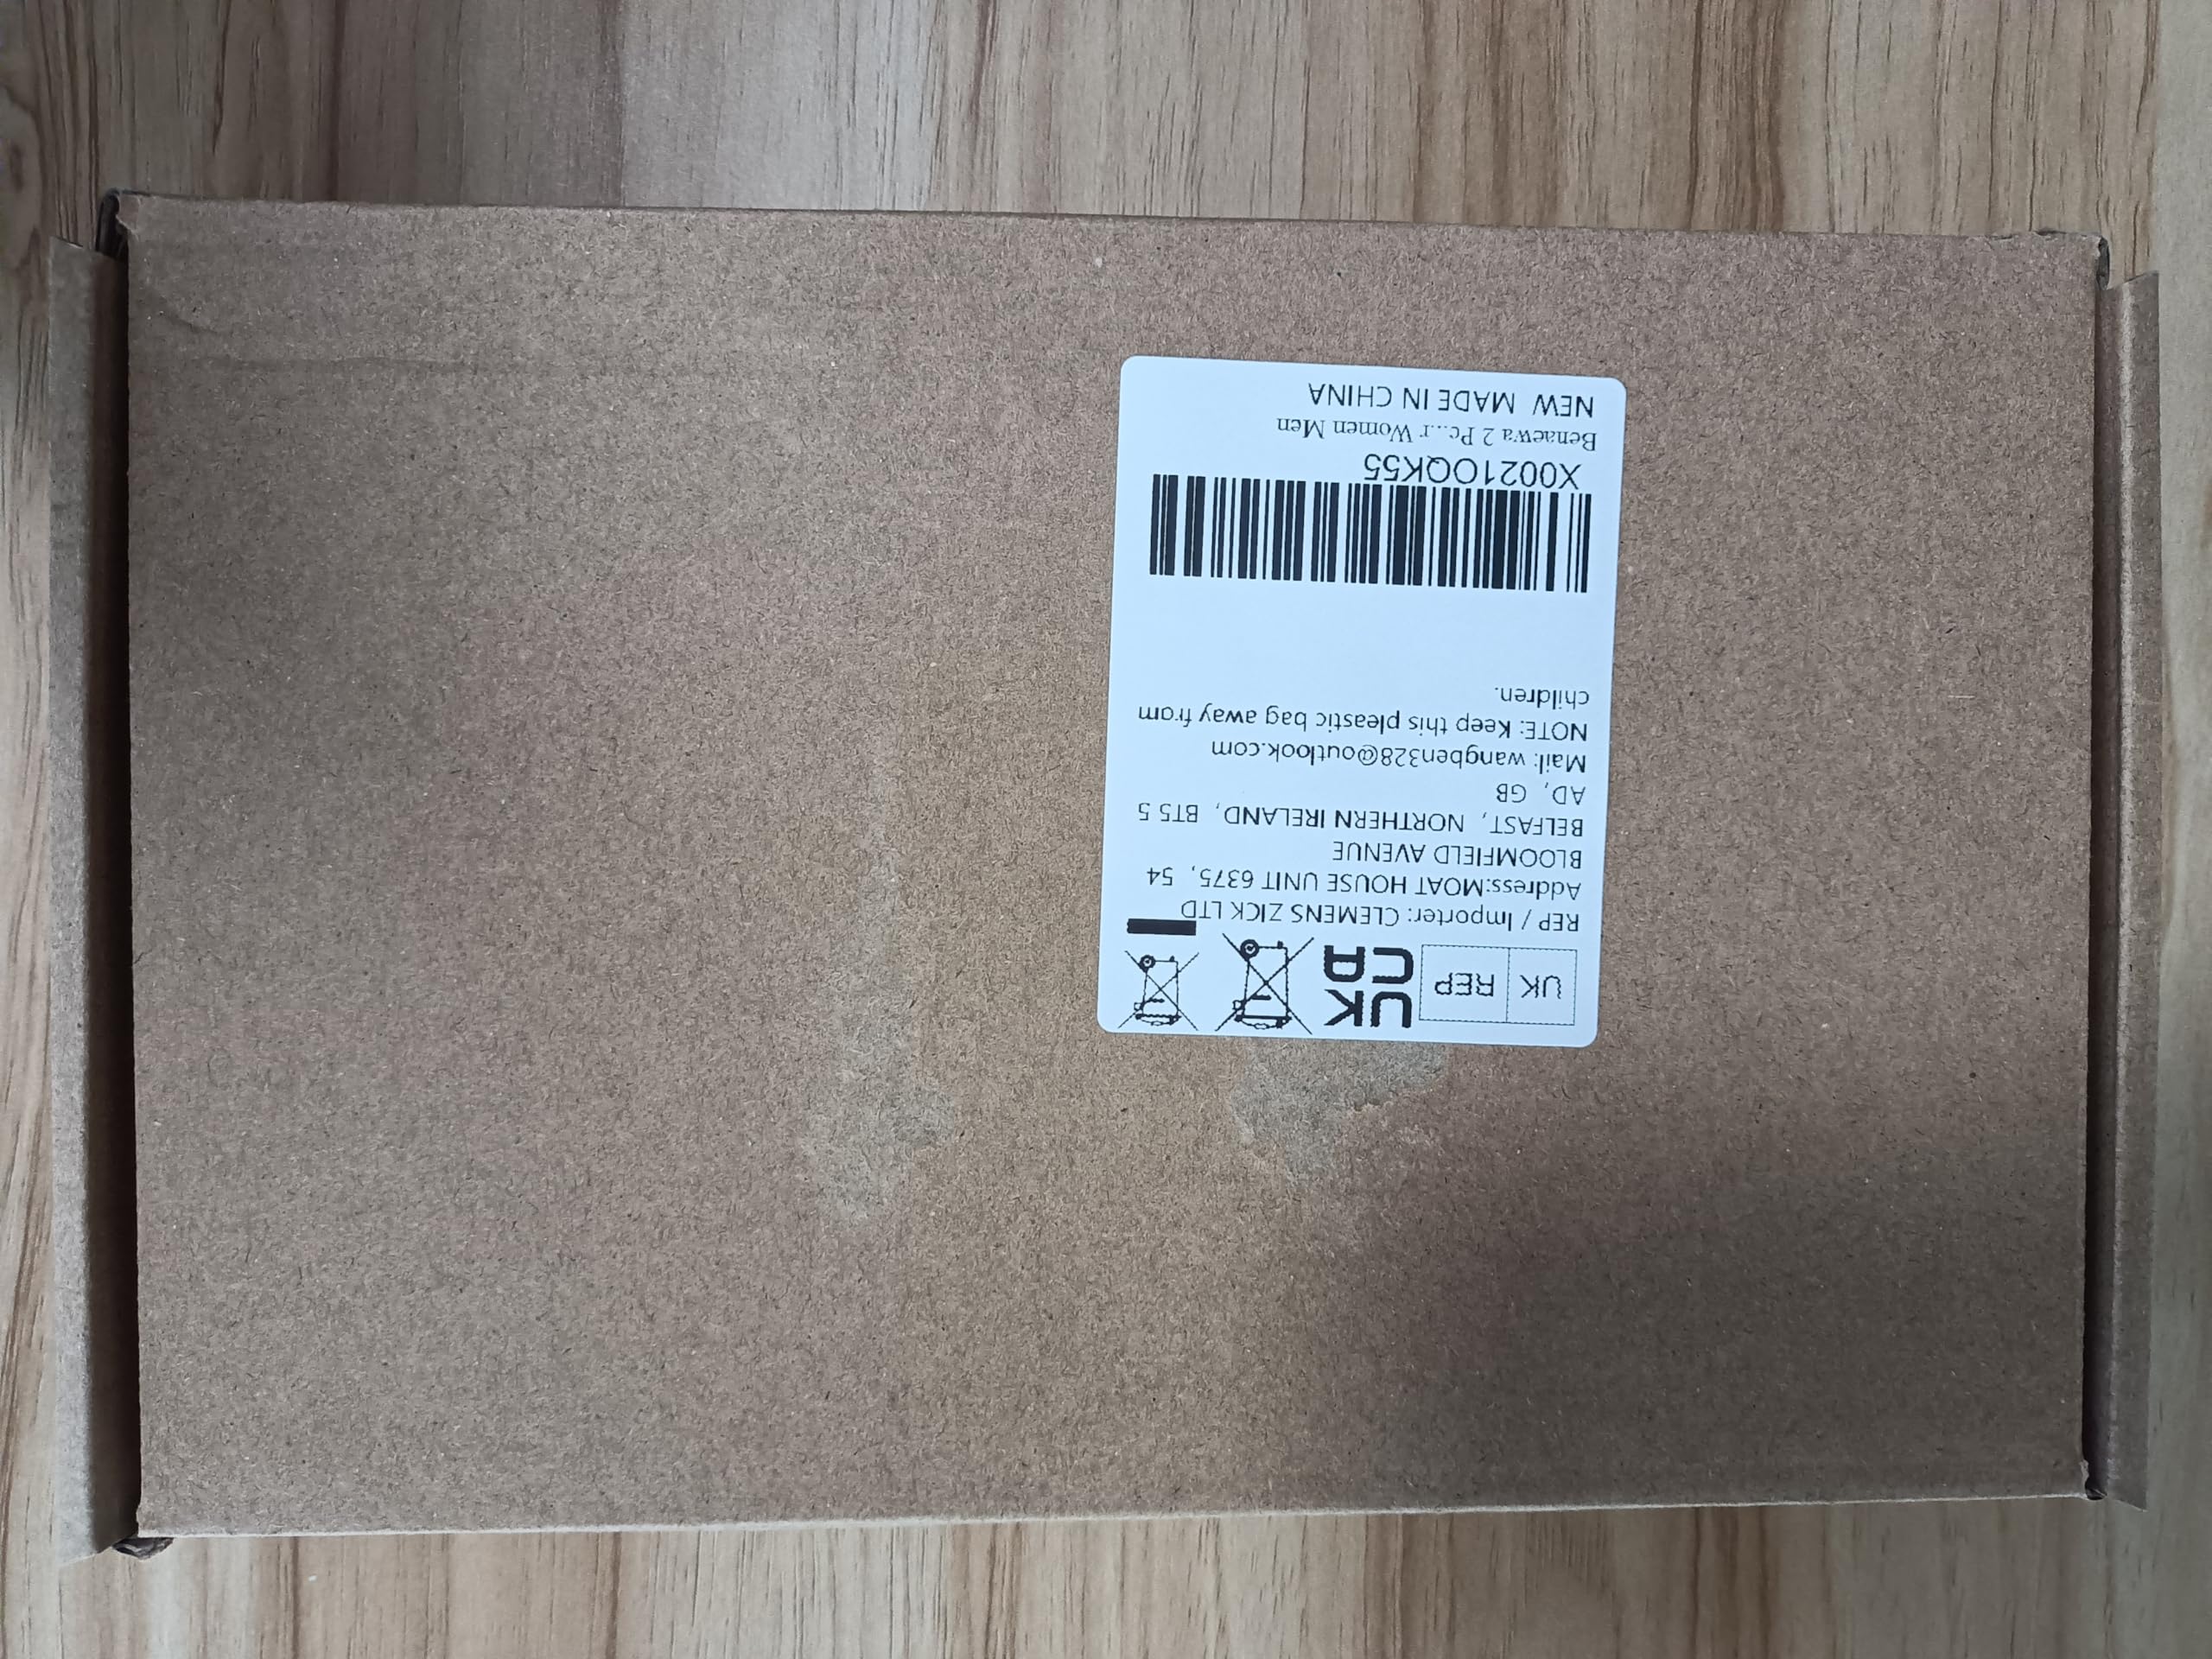 UK REP
UK
CA
REP / Importer: CLEMENS ZICK LTD
Address:MOAT HOUSE UNIT 6375, 54
BLOOMFIELD AVENUE
BELFAST, NORTHERN IRELAND, BT5 5
AD, GB
Mail: wangben328@outlook.com
NOTE: Keep this pleastic bag away from
children.
X0021OQK55
Benaewa 2 Pc...r Women Men
NEW MADE IN CHINA